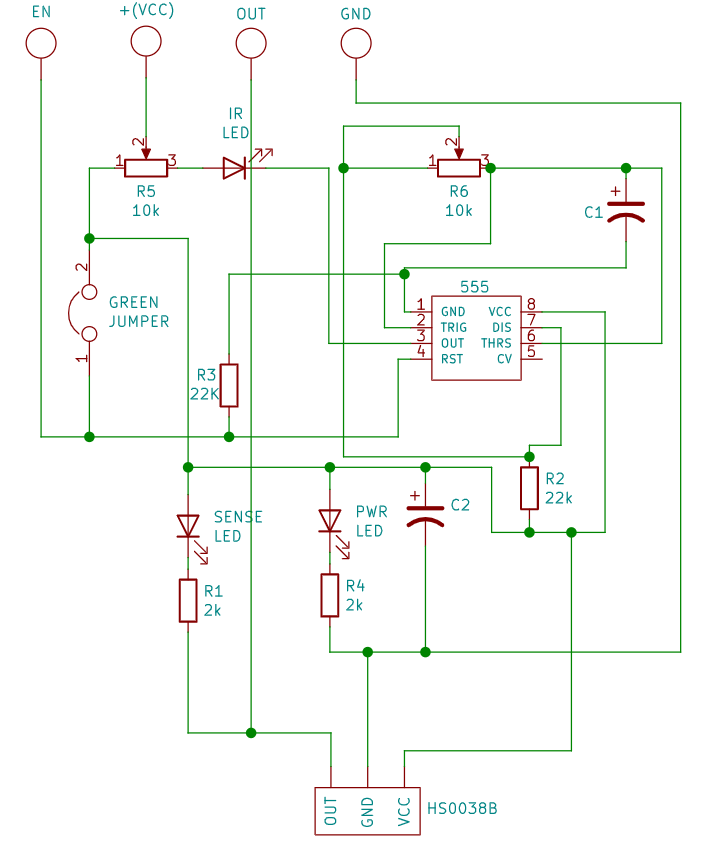 EN
+(VCC)
OUT
GND
IR
LED
2
1
3
R5
10k
2
1
3
R6
10k
+
C1
2
GREEN
JUMPER
1
555
1 GND VCC 8
2 TRIG DIS 7
3 OUT THRS 6
4 RST CV 5
R3
22K
R2
22k
+
C2
SENSE
LED
PWR
LED
R1
2k
R4
2k
OUT
GND
VCC
HS0038B